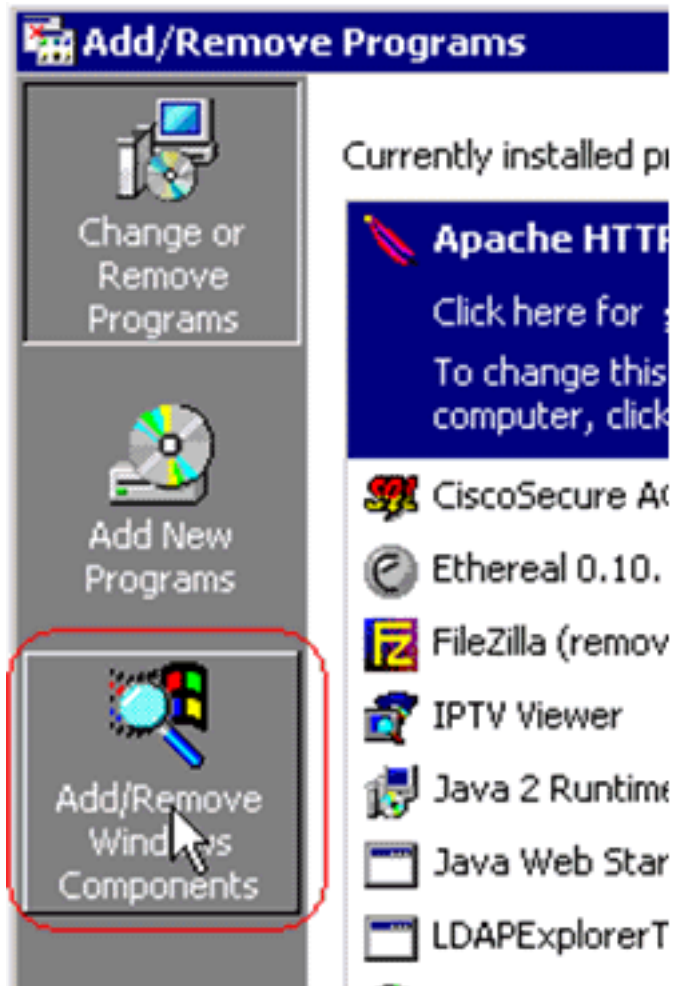 Add/Remove Programs
Change or
Remove
Programs
Add New
Programs
Add/Remove
Windows
Components
Currently installed
Apache HTTP
Click here for
To change this
computer, click
SQL CiscoSecure
Ethereal 0.10.
FZ FileZilla (remov
IPTV Viewer
Java 2 Runtime
Java Web Star
LDAPExplorerT